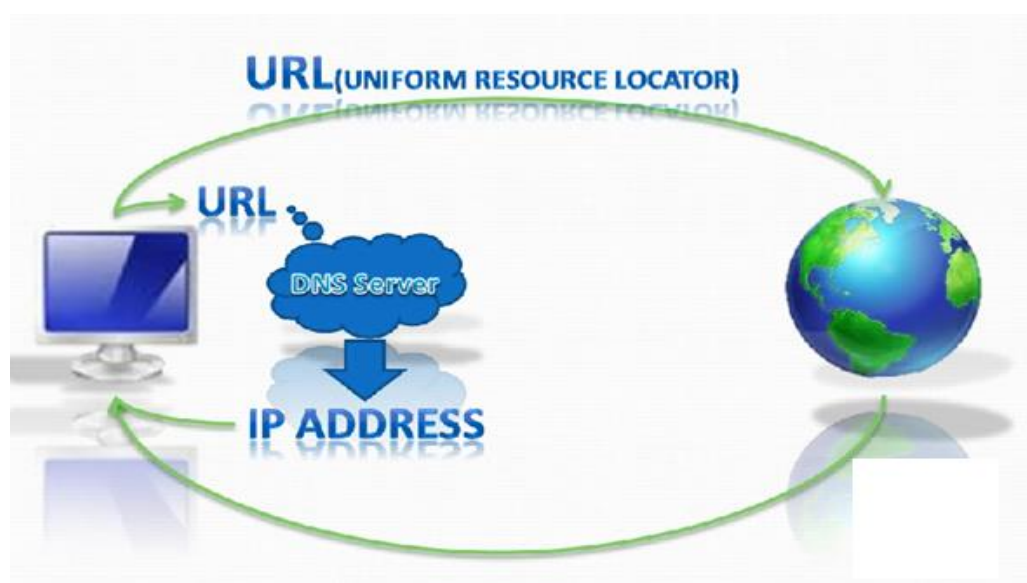 URL(UNIFORM RESOURCE LOCATOR)
URL
DNS Server
IP ADDRESS